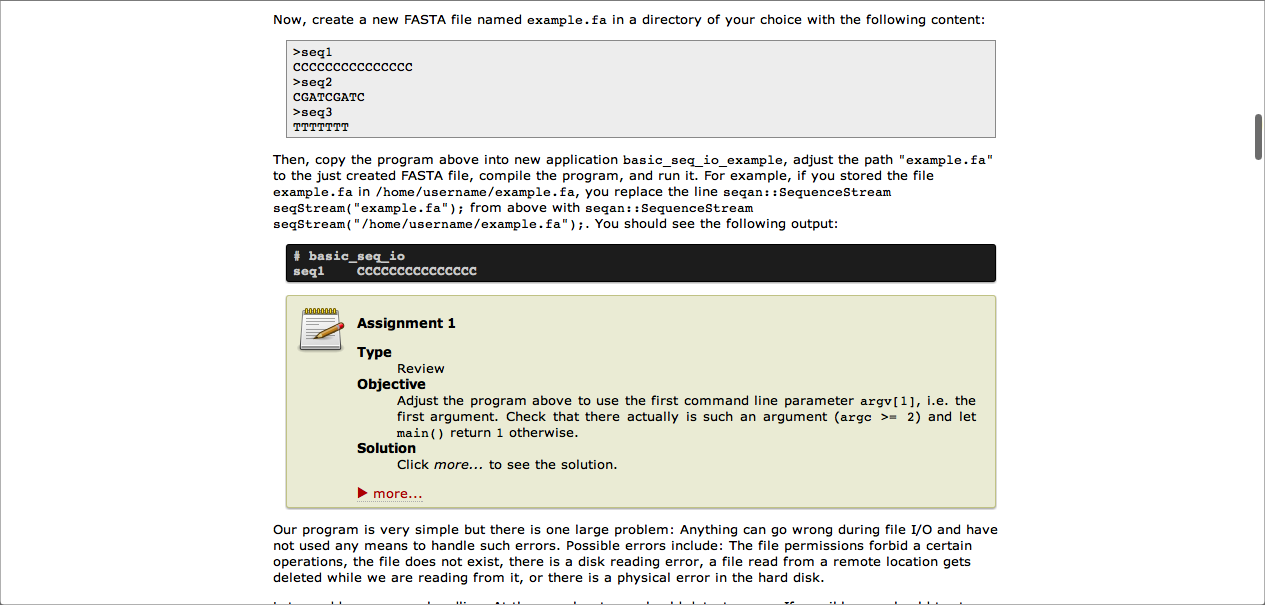 Now, create a new FASTA file named example.fa in a directory of your choice with the following content:
>seq1
CCCCCCCCCCCCCCC
>seq2
CGATCGATC
>seq3
TTTTTTT
Then, copy the program above into new application basic_seq_io_example, adjust the path "example.fa"
to the just created FASTA file, compile the program, and run it. For example, if you stored the file
example.fa in /home/username/example.fa, you replace the line seqan::SequenceStream
seqStream("example.fa"); from above with seqan::SequenceStream
seqStream("/home/username/example.fa");. You should see the following output:
# basic_seq_io
seq1    CCCCCCCCCCCCCCC
Assignment 1
Type
Review
Objective
Adjust the program above to use the first command line parameter argv[1], i.e. the
first argument. Check that there actually is such an argument (argc >= 2) and let
main() return 1 otherwise.
Solution
Click more... to see the solution.
▶ more...
Our program is very simple but there is one large problem: Anything can go wrong during file I/O and have
not used any means to handle such errors. Possible errors include: The file permissions forbid a certain
operations, the file does not exist, there is a disk reading error, a file read from a remote location gets
deleted while we are reading from it, or there is a physical error in the hard disk.